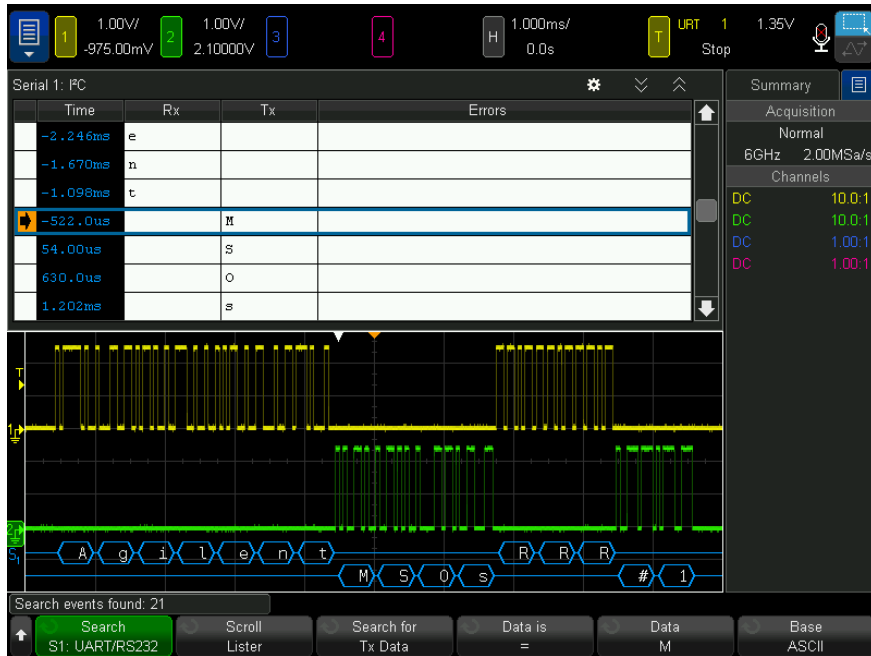 1 1.00V/ 2 1.00V/ 3 4 H 1.000ms/ T URT 1 1.35V
-975.00mV 2.10000V 0.0s Stop
Serial 1: I²C
Summary
Time Rx Tx Errors
Acquisition
Normal
6GHz 2.00MSa/s
Channels
DC 10.0:1
DC 10.0:1
DC 1.00:1
DC 1.00:1
-2.246ms e
-1.670ms n
-1.098ms t
-522.0us M
54.00us S
630.0us O
1.202ms s
T
1
2
S1
A g i l e n t R R R
M S O s # 1
Search events found: 21
Search Scroll Search for Data is Data Base
S1: UART/RS232 Lister Tx Data = M ASCII